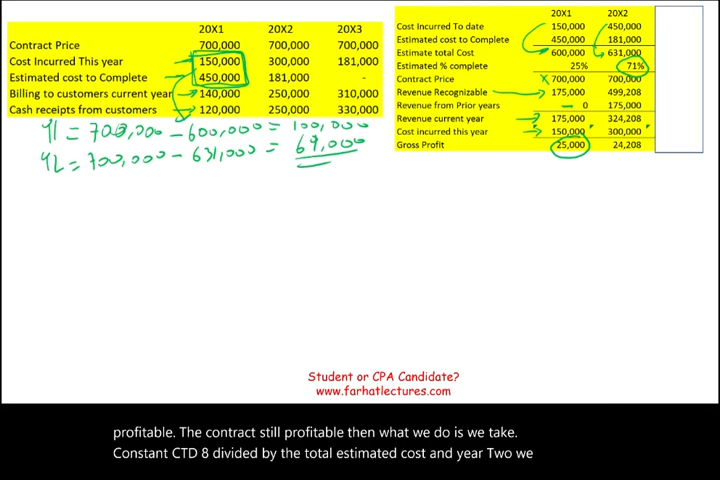 20X1 20X2 20X3
Contract Price 700,000 700,000 700,000
Cost Incurred This year 150,000 300,000 181,000
Estimated cost to Complete 450,000 181,000 -
Billing to customers current year 140,000 250,000 310,000
Cash receipts from customers 120,000 250,000 330,000
Y1 = 700,000 - 600,000 = 100,000
Y2 = 700,000 - 631,000 = 69,000
20X1 20X2
Cost Incurred To date 150,000 450,000
Estimated cost to Complete 450,000 181,000
Estimate total Cost 600,000 631,000
Estimated % complete 25% 71%
Contract Price 700,000 700,000
Revenue Recognizable 175,000 499,208
Revenue from Prior years 0 175,000
Revenue current year 175,000 324,208
Cost incurred this year 150,000 300,000
Gross Profit 25,000 24,208
Student or CPA Candidate?
www.farhatlectures.com
profitable. The contract still profitable then what we do is we take.
Constant CTD 8 divided by the total estimated cost and year Two we